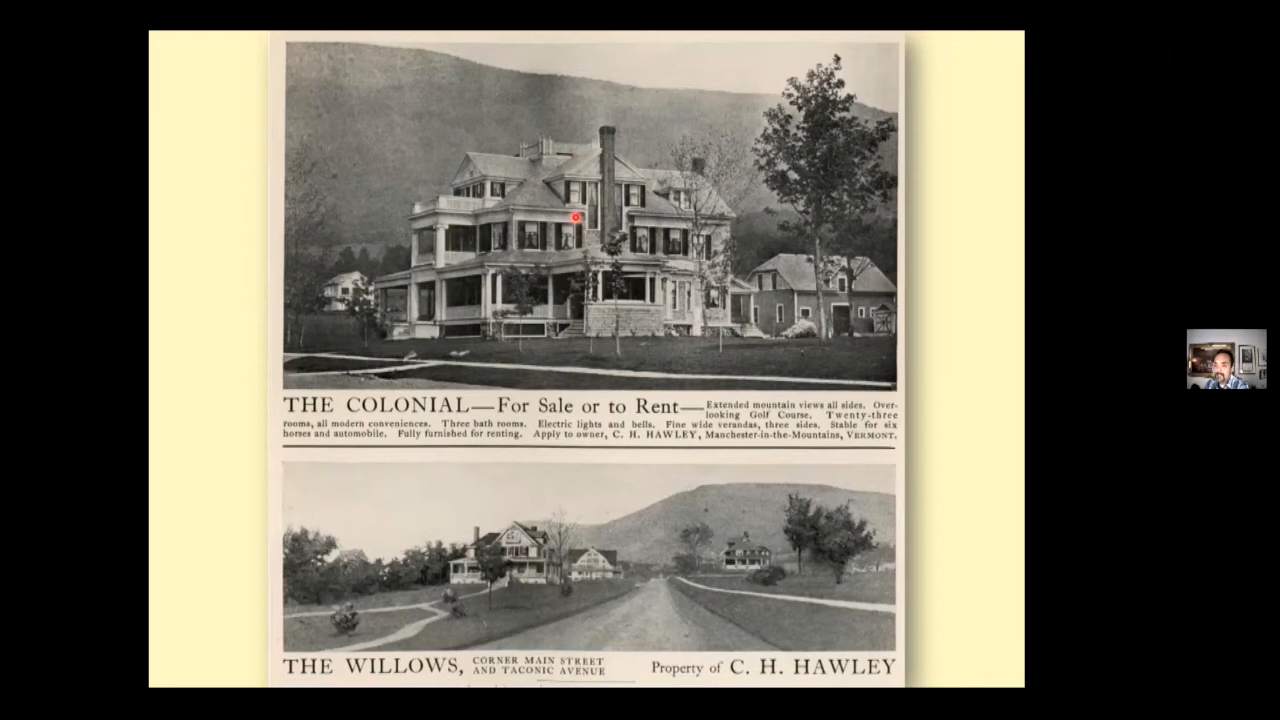 THE COLONIAL—For Sale or to Rent—Extended mountain views all sides. Over-
looking Golf Course. Twenty-three
rooms, all modern conveniences. Three bath rooms. Electric lights and bells. Fine wide verandas, three sides. Stable for six
horses and automobile. Fully furnished for renting. Apply to owner, C. H. HAWLEY, Manchester-in-the-Mountains, VERMONT.
THE WILLOWS, CORNER MAIN STREET
AND TACONIC AVENUE
Property of C. H. HAWLEY